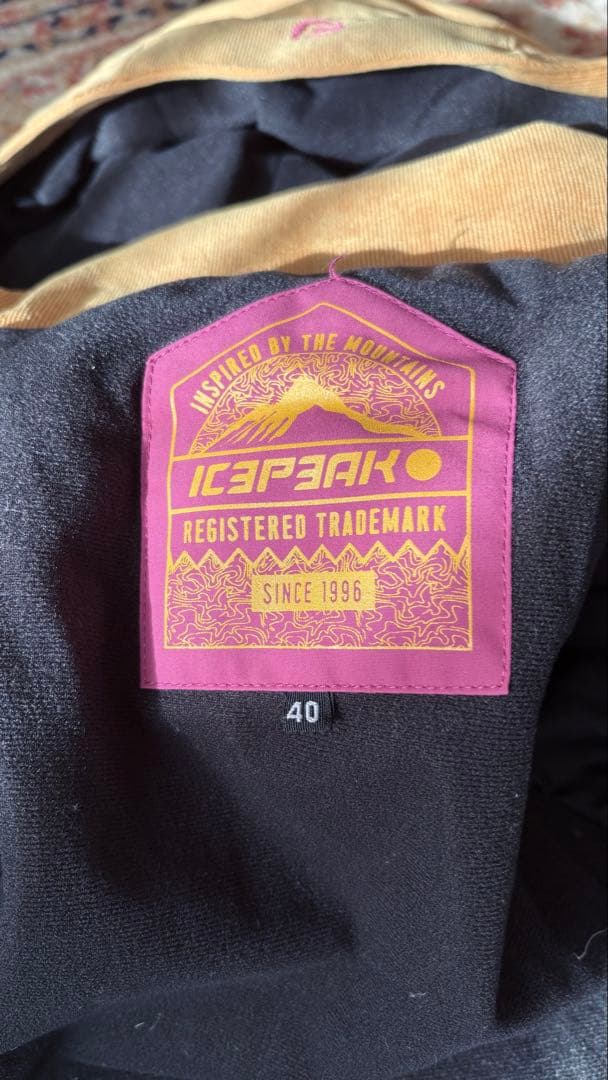 INSPIRED BY THE MOUNTAINS
ICEPEAK
REGISTERED TRADEMARK
SINCE 1996
40